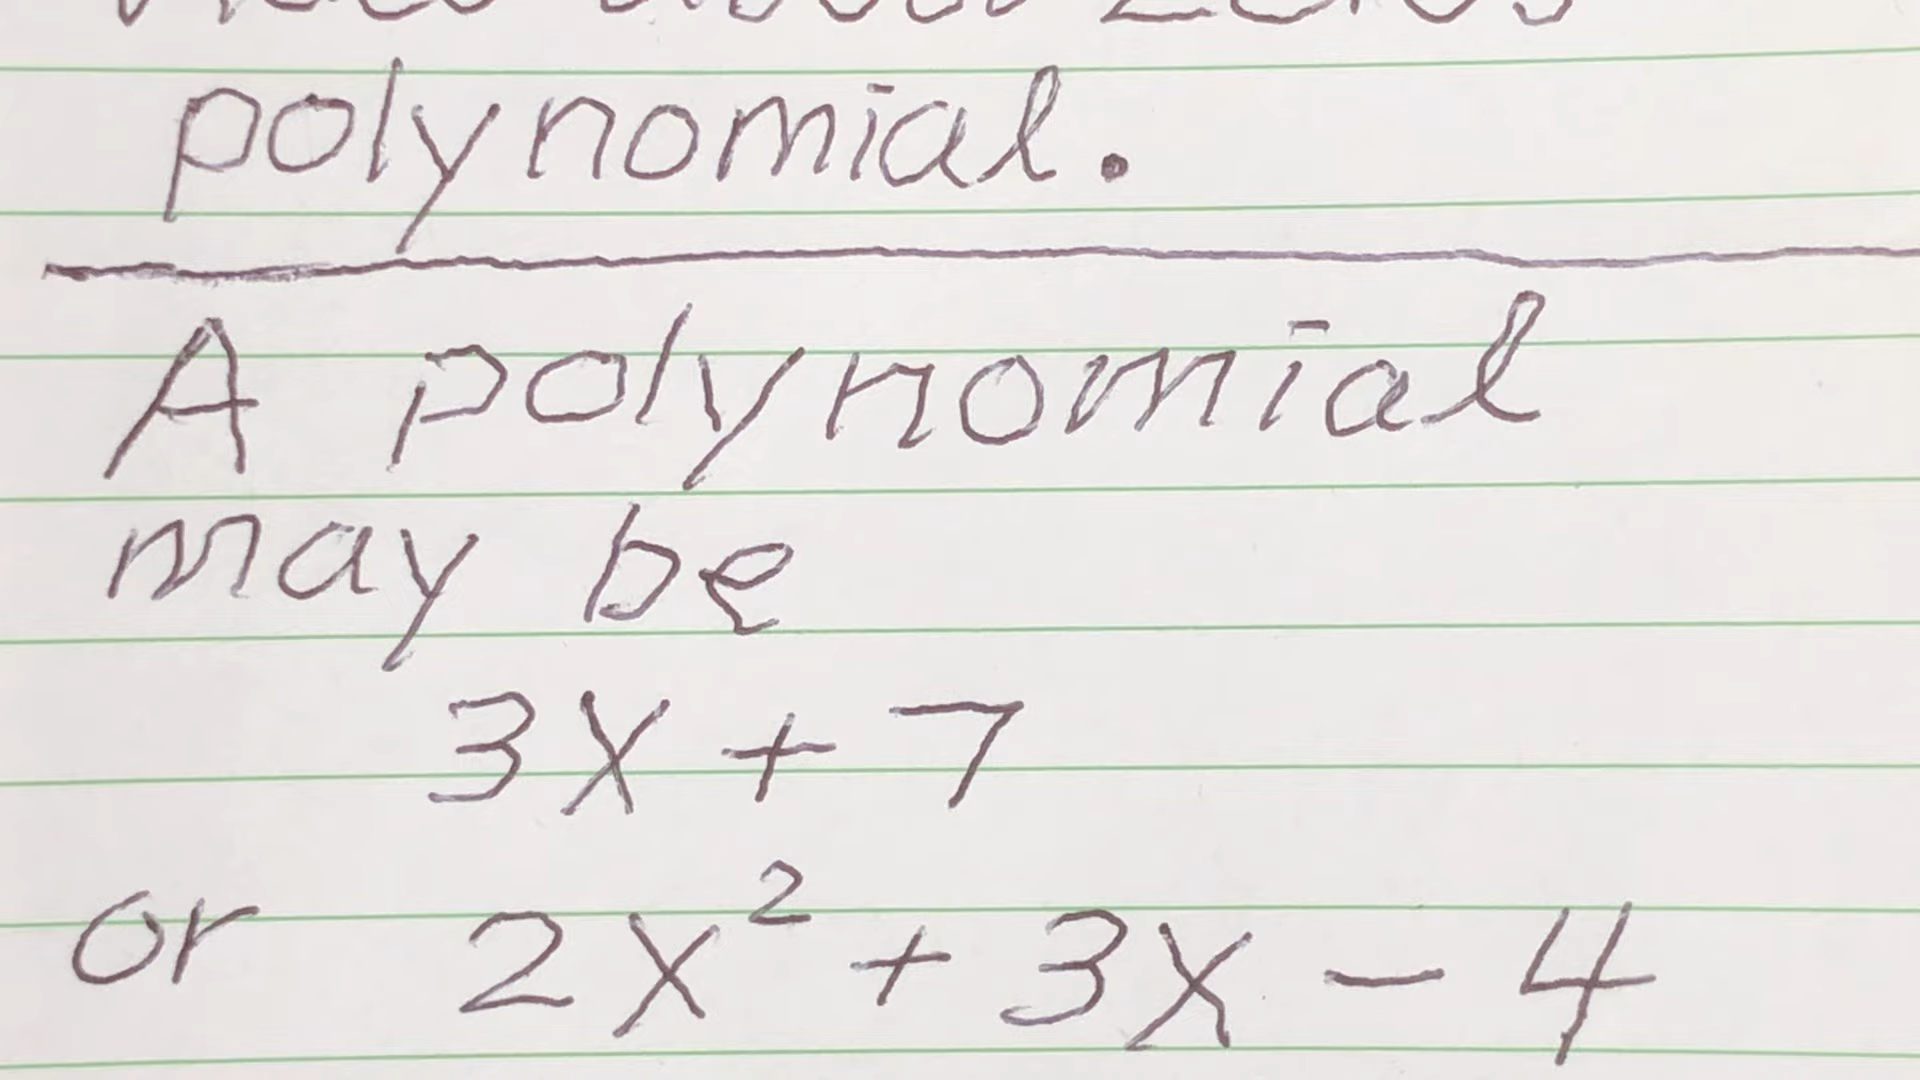 polynomial.
A polynomial
may be
3x + 7
or 2x² + 3x - 4